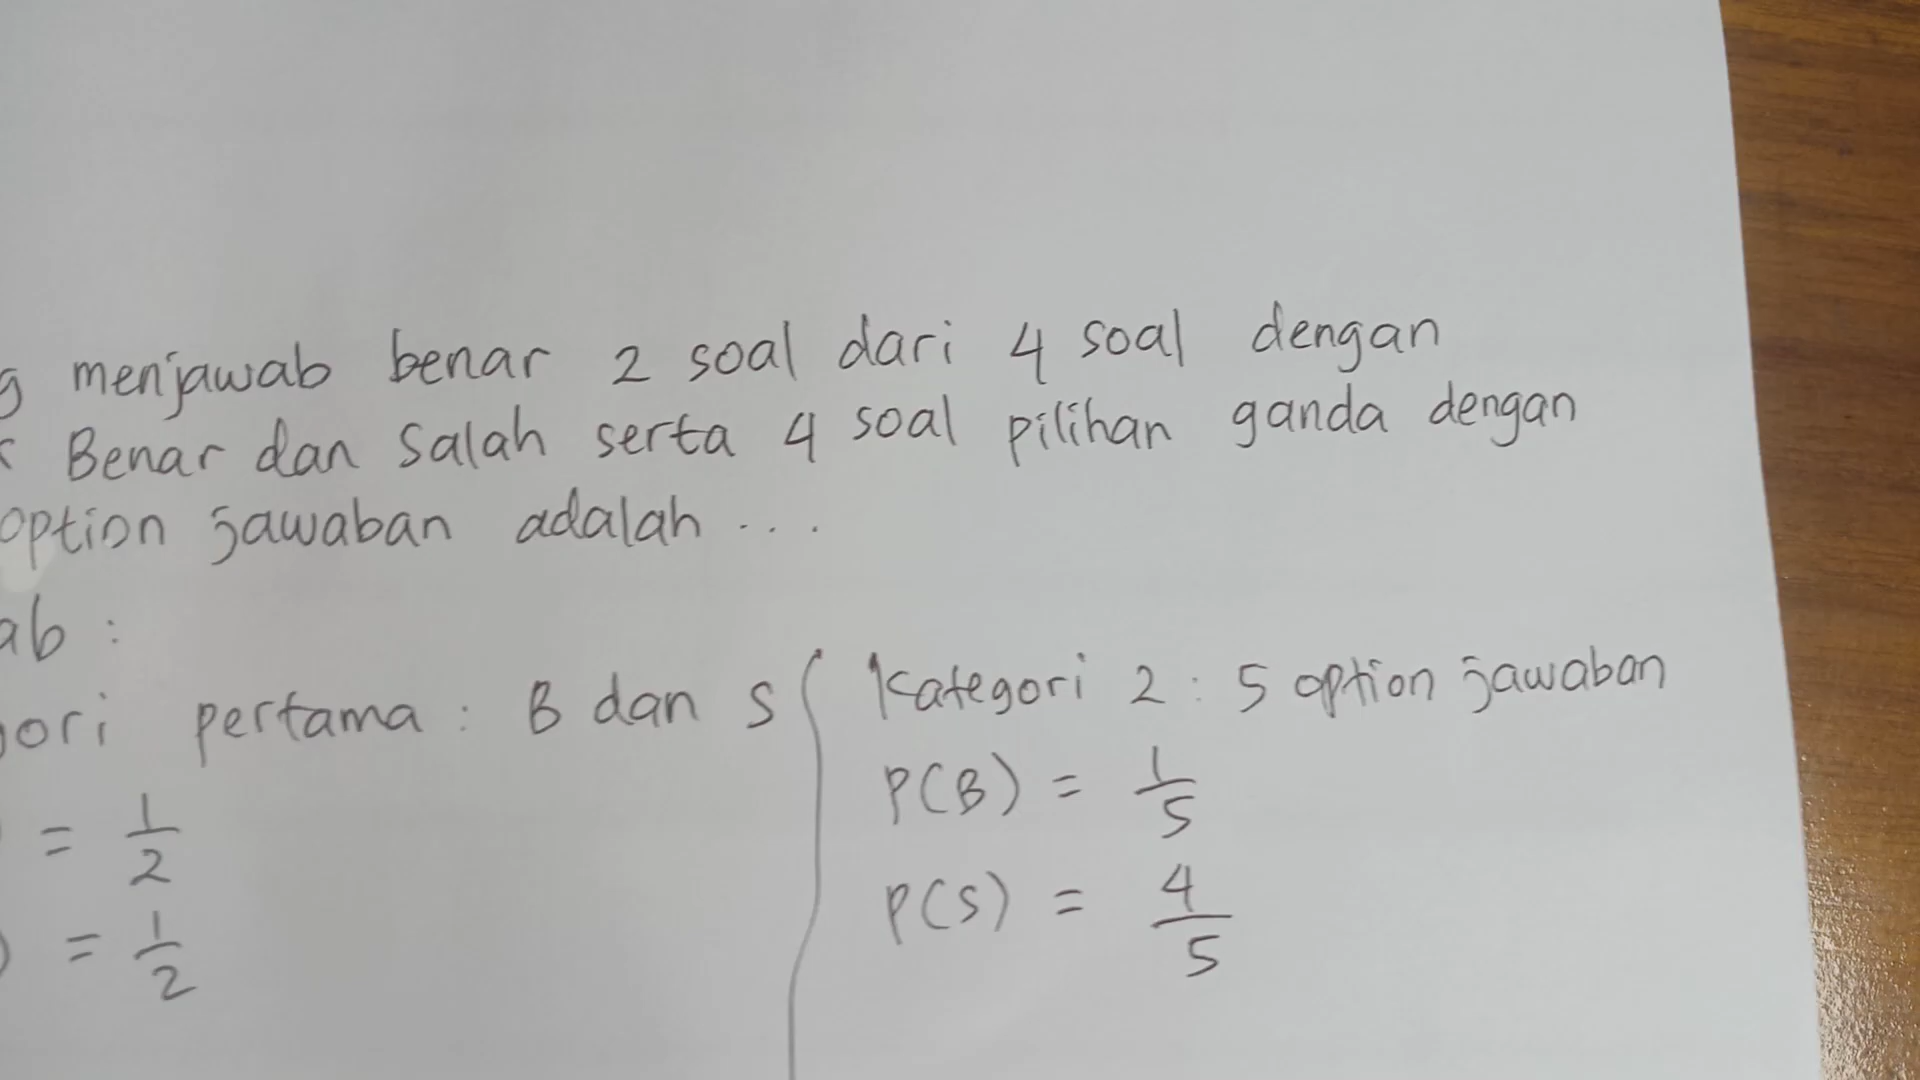 menjawab benar 2 soal dari 4 soal dengan
Benar dan Salah serta 4 soal pilihan ganda dengan
option jawaban adalah ...
ab :
ori pertama : B dan S
Kategori 2 : 5 option jawaban
= 1/2
= 1/2
P(B) = 1/5
P(S) = 4/5